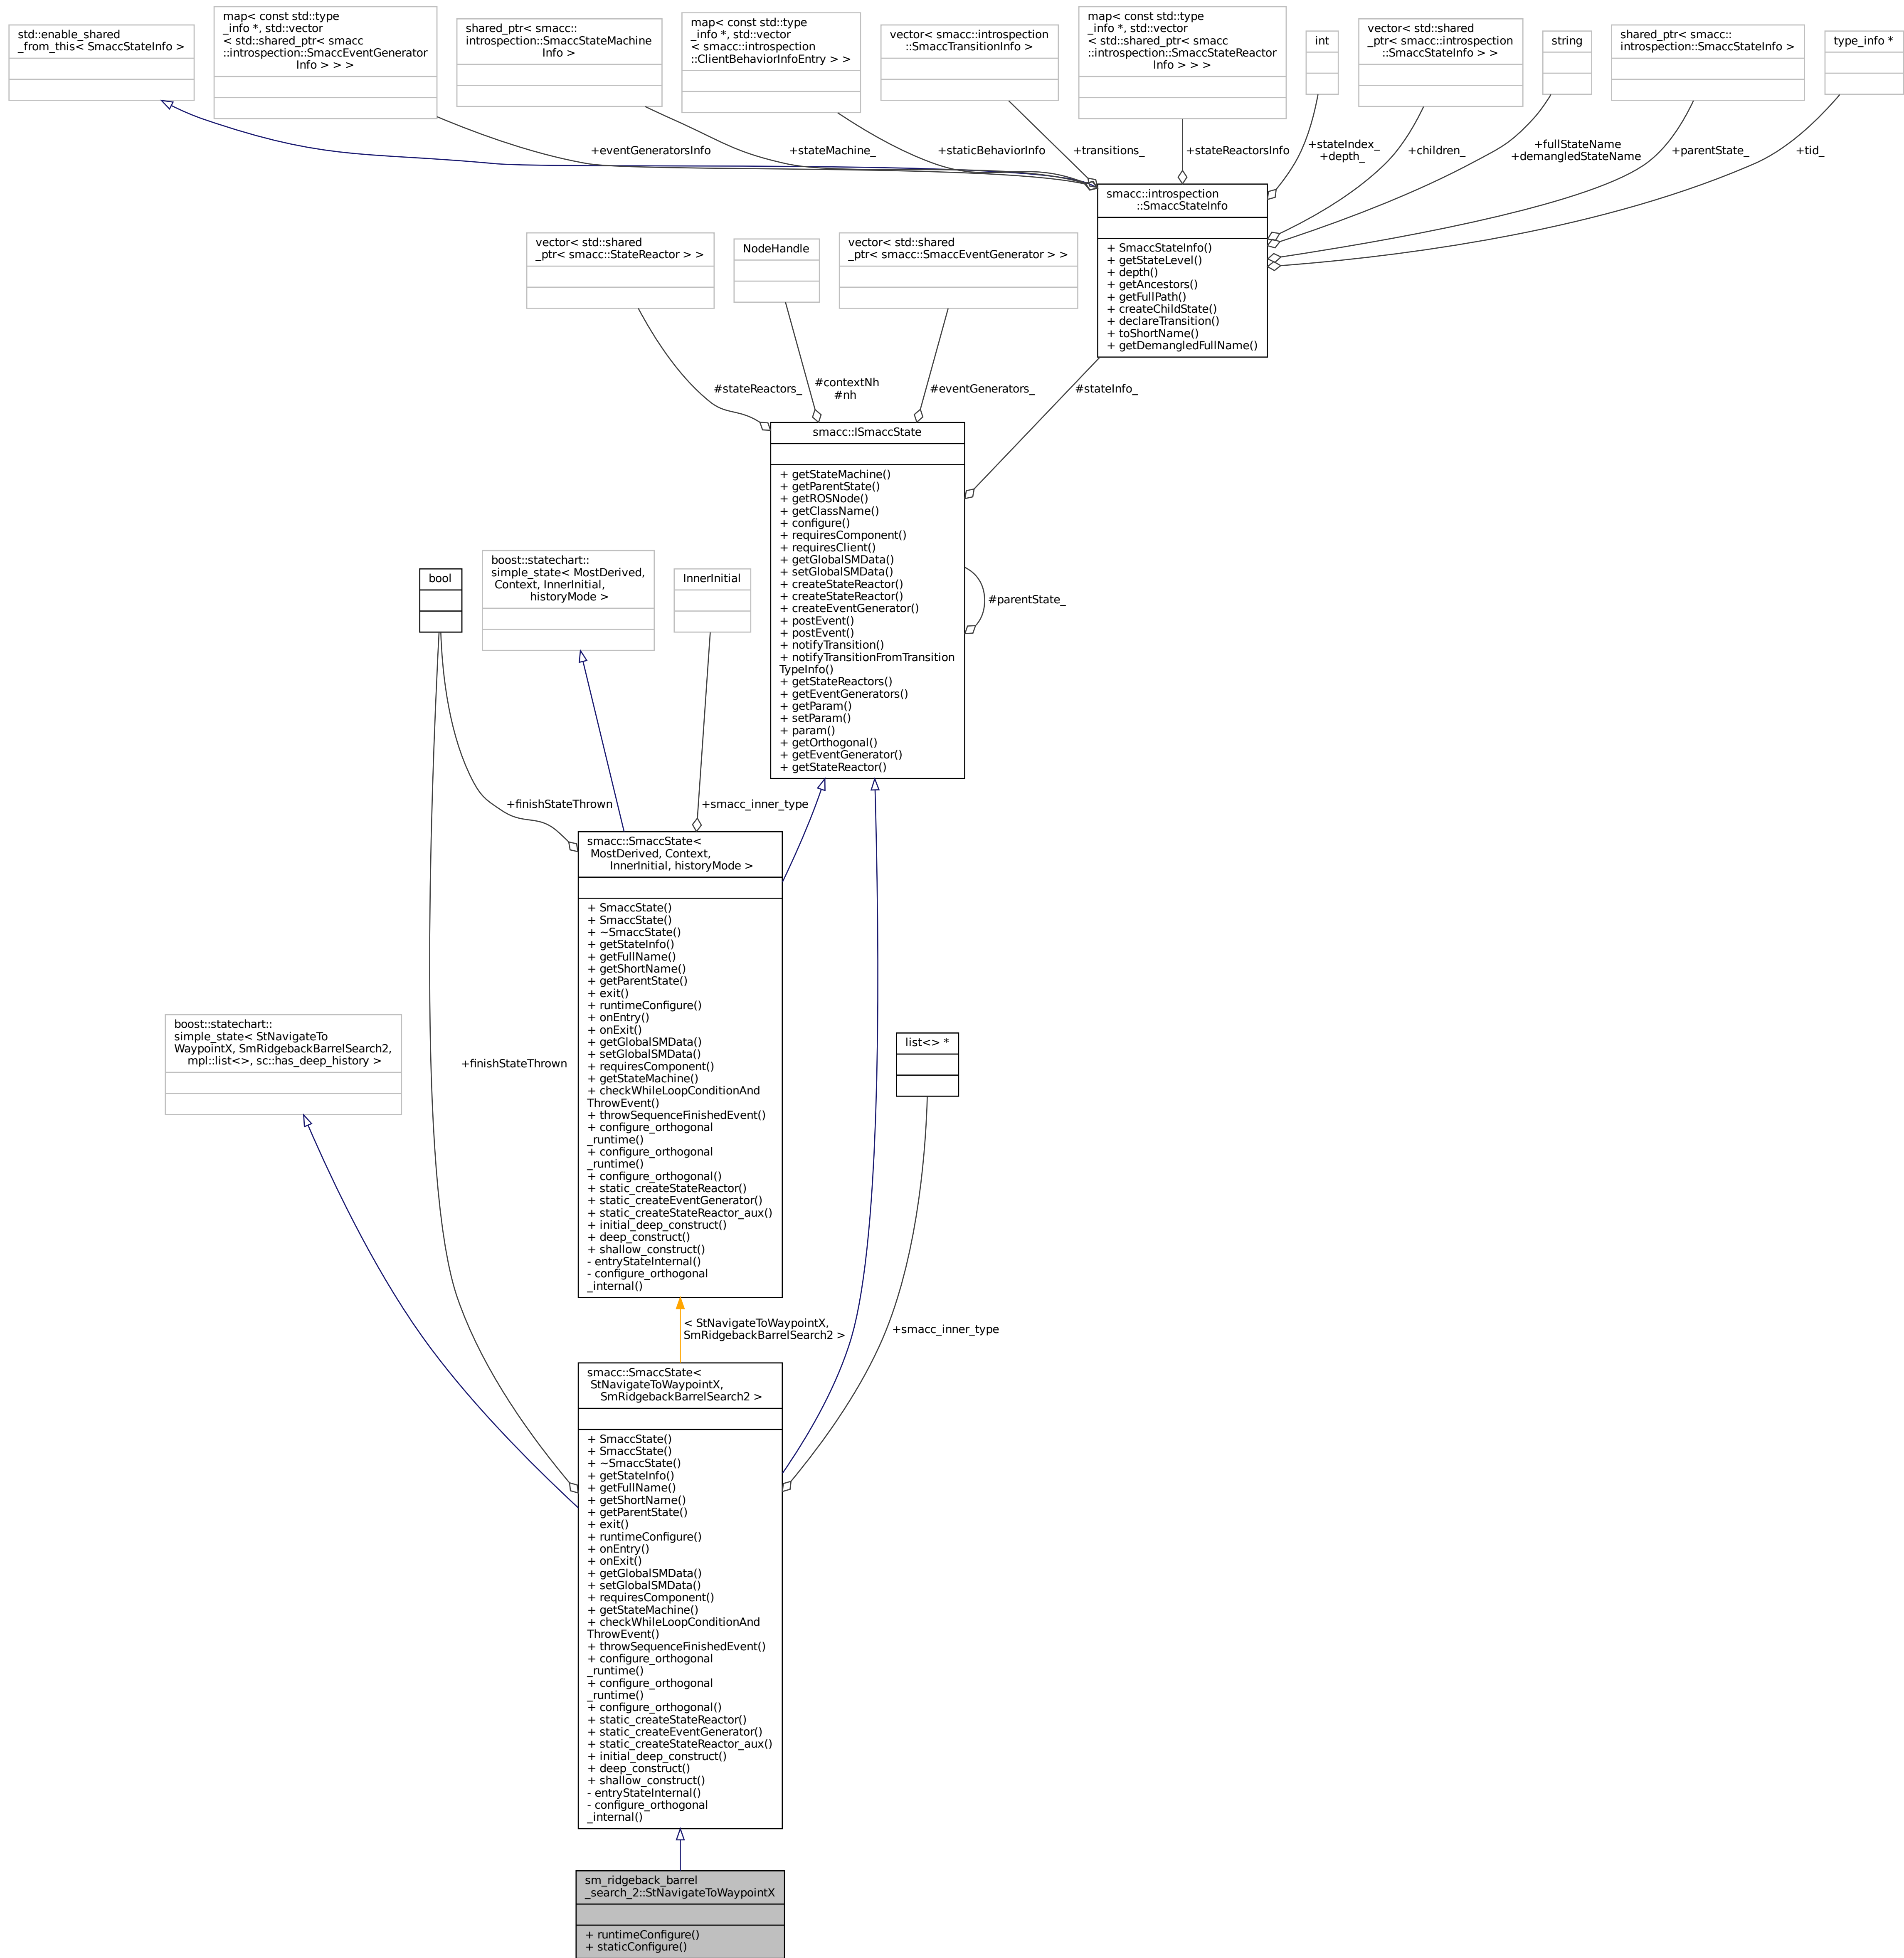 std::enable_shared
_from_this< SmaccStateInfo >
map< const std::type
_info *, std::vector
< std::shared_ptr< smacc
::introspection::SmaccEventGenerator
Info > > >
shared_ptr< smacc::
introspection::SmaccStateMachine
Info >
map< const std::type
_info *, std::vector
< smacc::introspection
::ClientBehaviorInfoEntry > >
vector< smacc::introspection
::SmaccTransitionInfo >
map< const std::type
_info *, std::vector
< std::shared_ptr< smacc
::introspection::SmaccStateReactor
Info > > >
int
vector< std::shared
_ptr< smacc::introspection
::SmaccStateInfo > >
string
shared_ptr< smacc::
introspection::SmaccStateInfo >
type_info *
+eventGeneratorsInfo
+stateMachine_
+staticBehaviorInfo
+transitions_
+stateReactorsInfo
+stateIndex_
+depth_
+children_
+fullStateName
+demangledStateName
+parentState_
+tid_
smacc::introspection
::SmaccStateInfo
+ SmaccStateInfo()
+ getStateLevel()
+ depth()
+ getAncestors()
+ getFullPath()
+ createChildState()
+ declareTransition()
+ toShortName()
+ getDemangledFullName()
vector< std::shared
_ptr< smacc::StateReactor > >
NodeHandle
vector< std::shared
_ptr< smacc::SmaccEventGenerator > >
#stateReactors_
#contextNh
#nh
#eventGenerators_
#stateInfo_
smacc::ISmaccState
+ getStateMachine()
+ getParentState()
+ getROSNode()
+ getClassName()
+ configure()
+ requiresComponent()
+ requiresClient()
+ getGlobalSMData()
+ setGlobalSMData()
+ createStateReactor()
+ createStateReactor()
+ createEventGenerator()
+ postEvent()
+ postEvent()
+ notifyTransition()
+ notifyTransitionFromTransition
TypeInfo()
+ getStateReactors()
+ getEventGenerators()
+ getParam()
+ setParam()
+ param()
+ getOrthogonal()
+ getEventGenerator()
+ getStateReactor()
#parentState_
bool
boost::statechart::
simple_state< MostDerived,
Context, InnerInitial,
historyMode >
InnerInitial
+finishStateThrown
+smacc_inner_type
smacc::SmaccState<
MostDerived, Context,
InnerInitial, historyMode >
+ SmaccState()
+ SmaccState()
+ ~SmaccState()
+ getStateInfo()
+ getFullName()
+ getShortName()
+ getParentState()
+ exit()
+ runtimeConfigure()
+ onEntry()
+ onExit()
+ getGlobalSMData()
+ setGlobalSMData()
+ requiresComponent()
+ getStateMachine()
+ checkWhileLoopConditionAnd
ThrowEvent()
+ throwSequenceFinishedEvent()
+ configure_orthogonal
_runtime()
+ configure_orthogonal
_runtime()
+ configure_orthogonal()
+ static_createStateReactor()
+ static_createEventGenerator()
+ static_createStateReactor_aux()
+ initial_deep_construct()
+ deep_construct()
+ shallow_construct()
- entryStateInternal()
- configure_orthogonal
_internal()
boost::statechart::
simple_state< StNavigateTo
WaypointX, SmRidgebackBarrelSearch2,
mpl::list<>, sc::has_deep_history >
+finishStateThrown
list<> *
< StNavigateToWaypointX,
SmRidgebackBarrelSearch2 >
+smacc_inner_type
smacc::SmaccState<
StNavigateToWaypointX,
SmRidgebackBarrelSearch2 >
+ SmaccState()
+ SmaccState()
+ ~SmaccState()
+ getStateInfo()
+ getFullName()
+ getShortName()
+ getParentState()
+ exit()
+ runtimeConfigure()
+ onEntry()
+ onExit()
+ getGlobalSMData()
+ setGlobalSMData()
+ requiresComponent()
+ getStateMachine()
+ checkWhileLoopConditionAnd
ThrowEvent()
+ throwSequenceFinishedEvent()
+ configure_orthogonal
_runtime()
+ configure_orthogonal
_runtime()
+ configure_orthogonal()
+ static_createStateReactor()
+ static_createEventGenerator()
+ static_createStateReactor_aux()
+ initial_deep_construct()
+ deep_construct()
+ shallow_construct()
- entryStateInternal()
- configure_orthogonal
_internal()
sm_ridgeback_barrel
_search_2::StNavigateToWaypointX
+ runtimeConfigure()
+ staticConfigure()